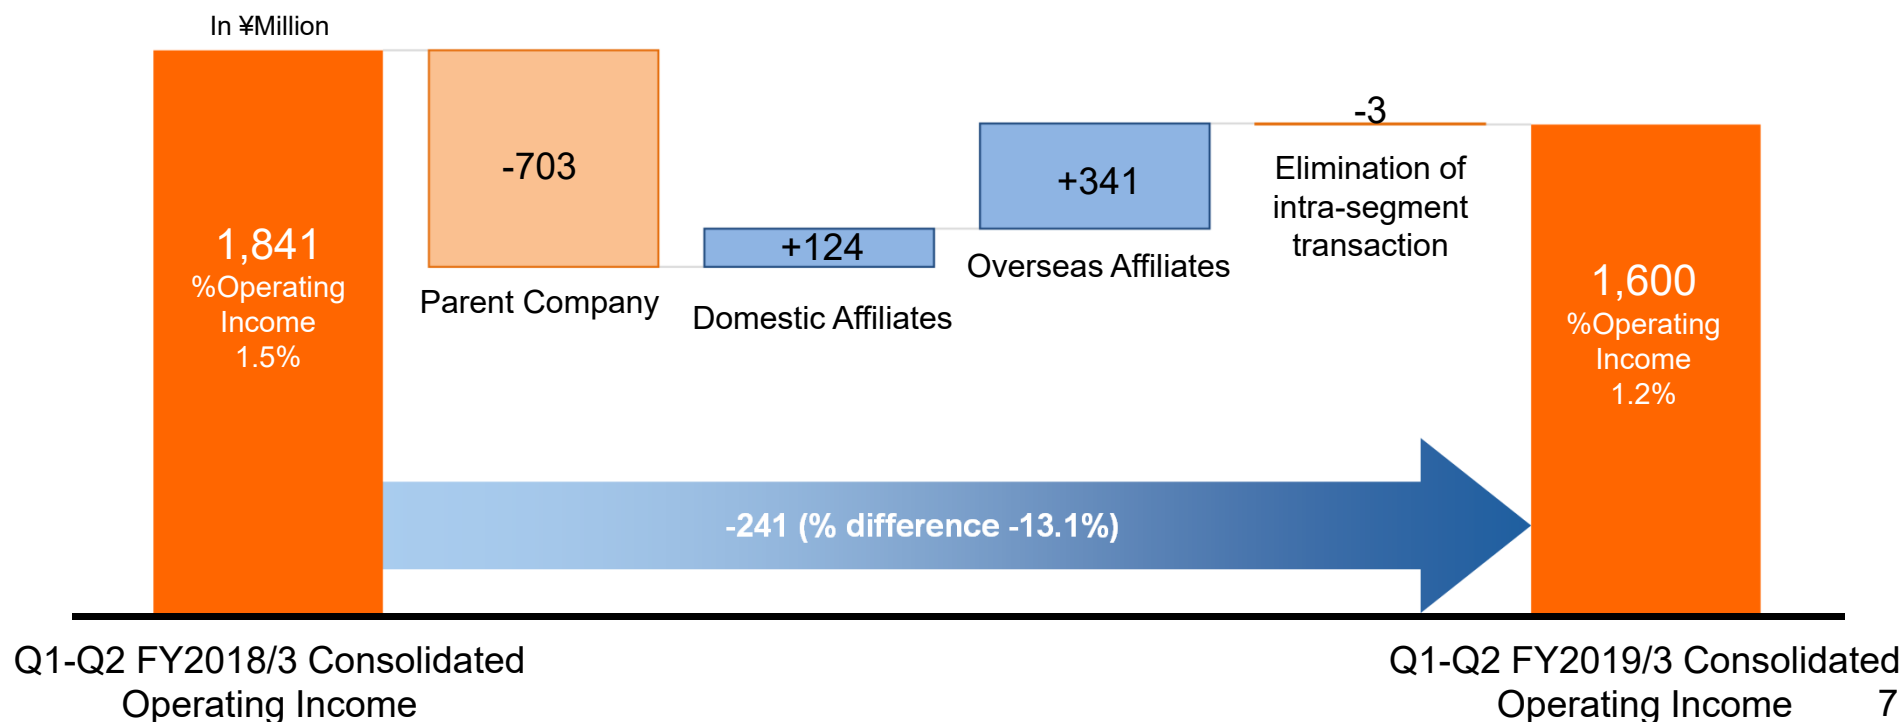 In ¥Million
1,841
%Operating
Income
1.5%
-703
Parent Company
+124
Domestic Affiliates
+341
Overseas Affiliates
-3
Elimination of
intra-segment
transaction
1,600
%Operating
Income
1.2%
-241 (% difference -13.1%)
Q1-Q2 FY2018/3 Consolidated
Operating Income
Q1-Q2 FY2019/3 Consolidated
Operating Income
7